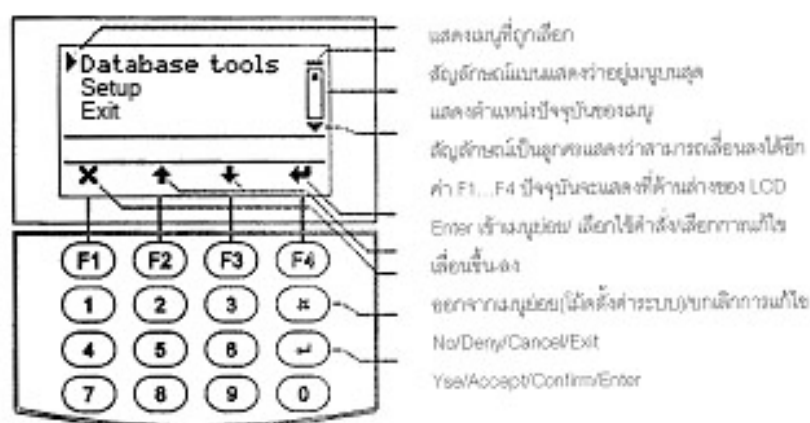 Database tools
Setup
Exit
F1 F2 F3 F4
1 2 3
4 5 6
7 8 9 0
แสดงเมนูที่ถูกเลือก
สัญลักษณ์แบนแสดงว่าอยู่เมนูบนสุด
แสดงตำแหน่งปัจจุบันของเมนู
สัญลักษณ์เป็นลูกศรแสดงว่าสามารถเลื่อนลงได้อีก
ค่า F1...F4 ปัจจุบันจะแสดงที่ด้านล่างของ LCD
Enter เข้าเมนูย่อย/ เลือกใช้คำสั่ง/เลือกการแก้ไข
เลื่อนขึ้น-ลง
ออกจากเมนูย่อย(โม้ดตั้งค่าระบบ)/ยกเลิกการแก้ไข
No/Deny/Cancel/Exit
Yse/Accept/Confirm/Enter